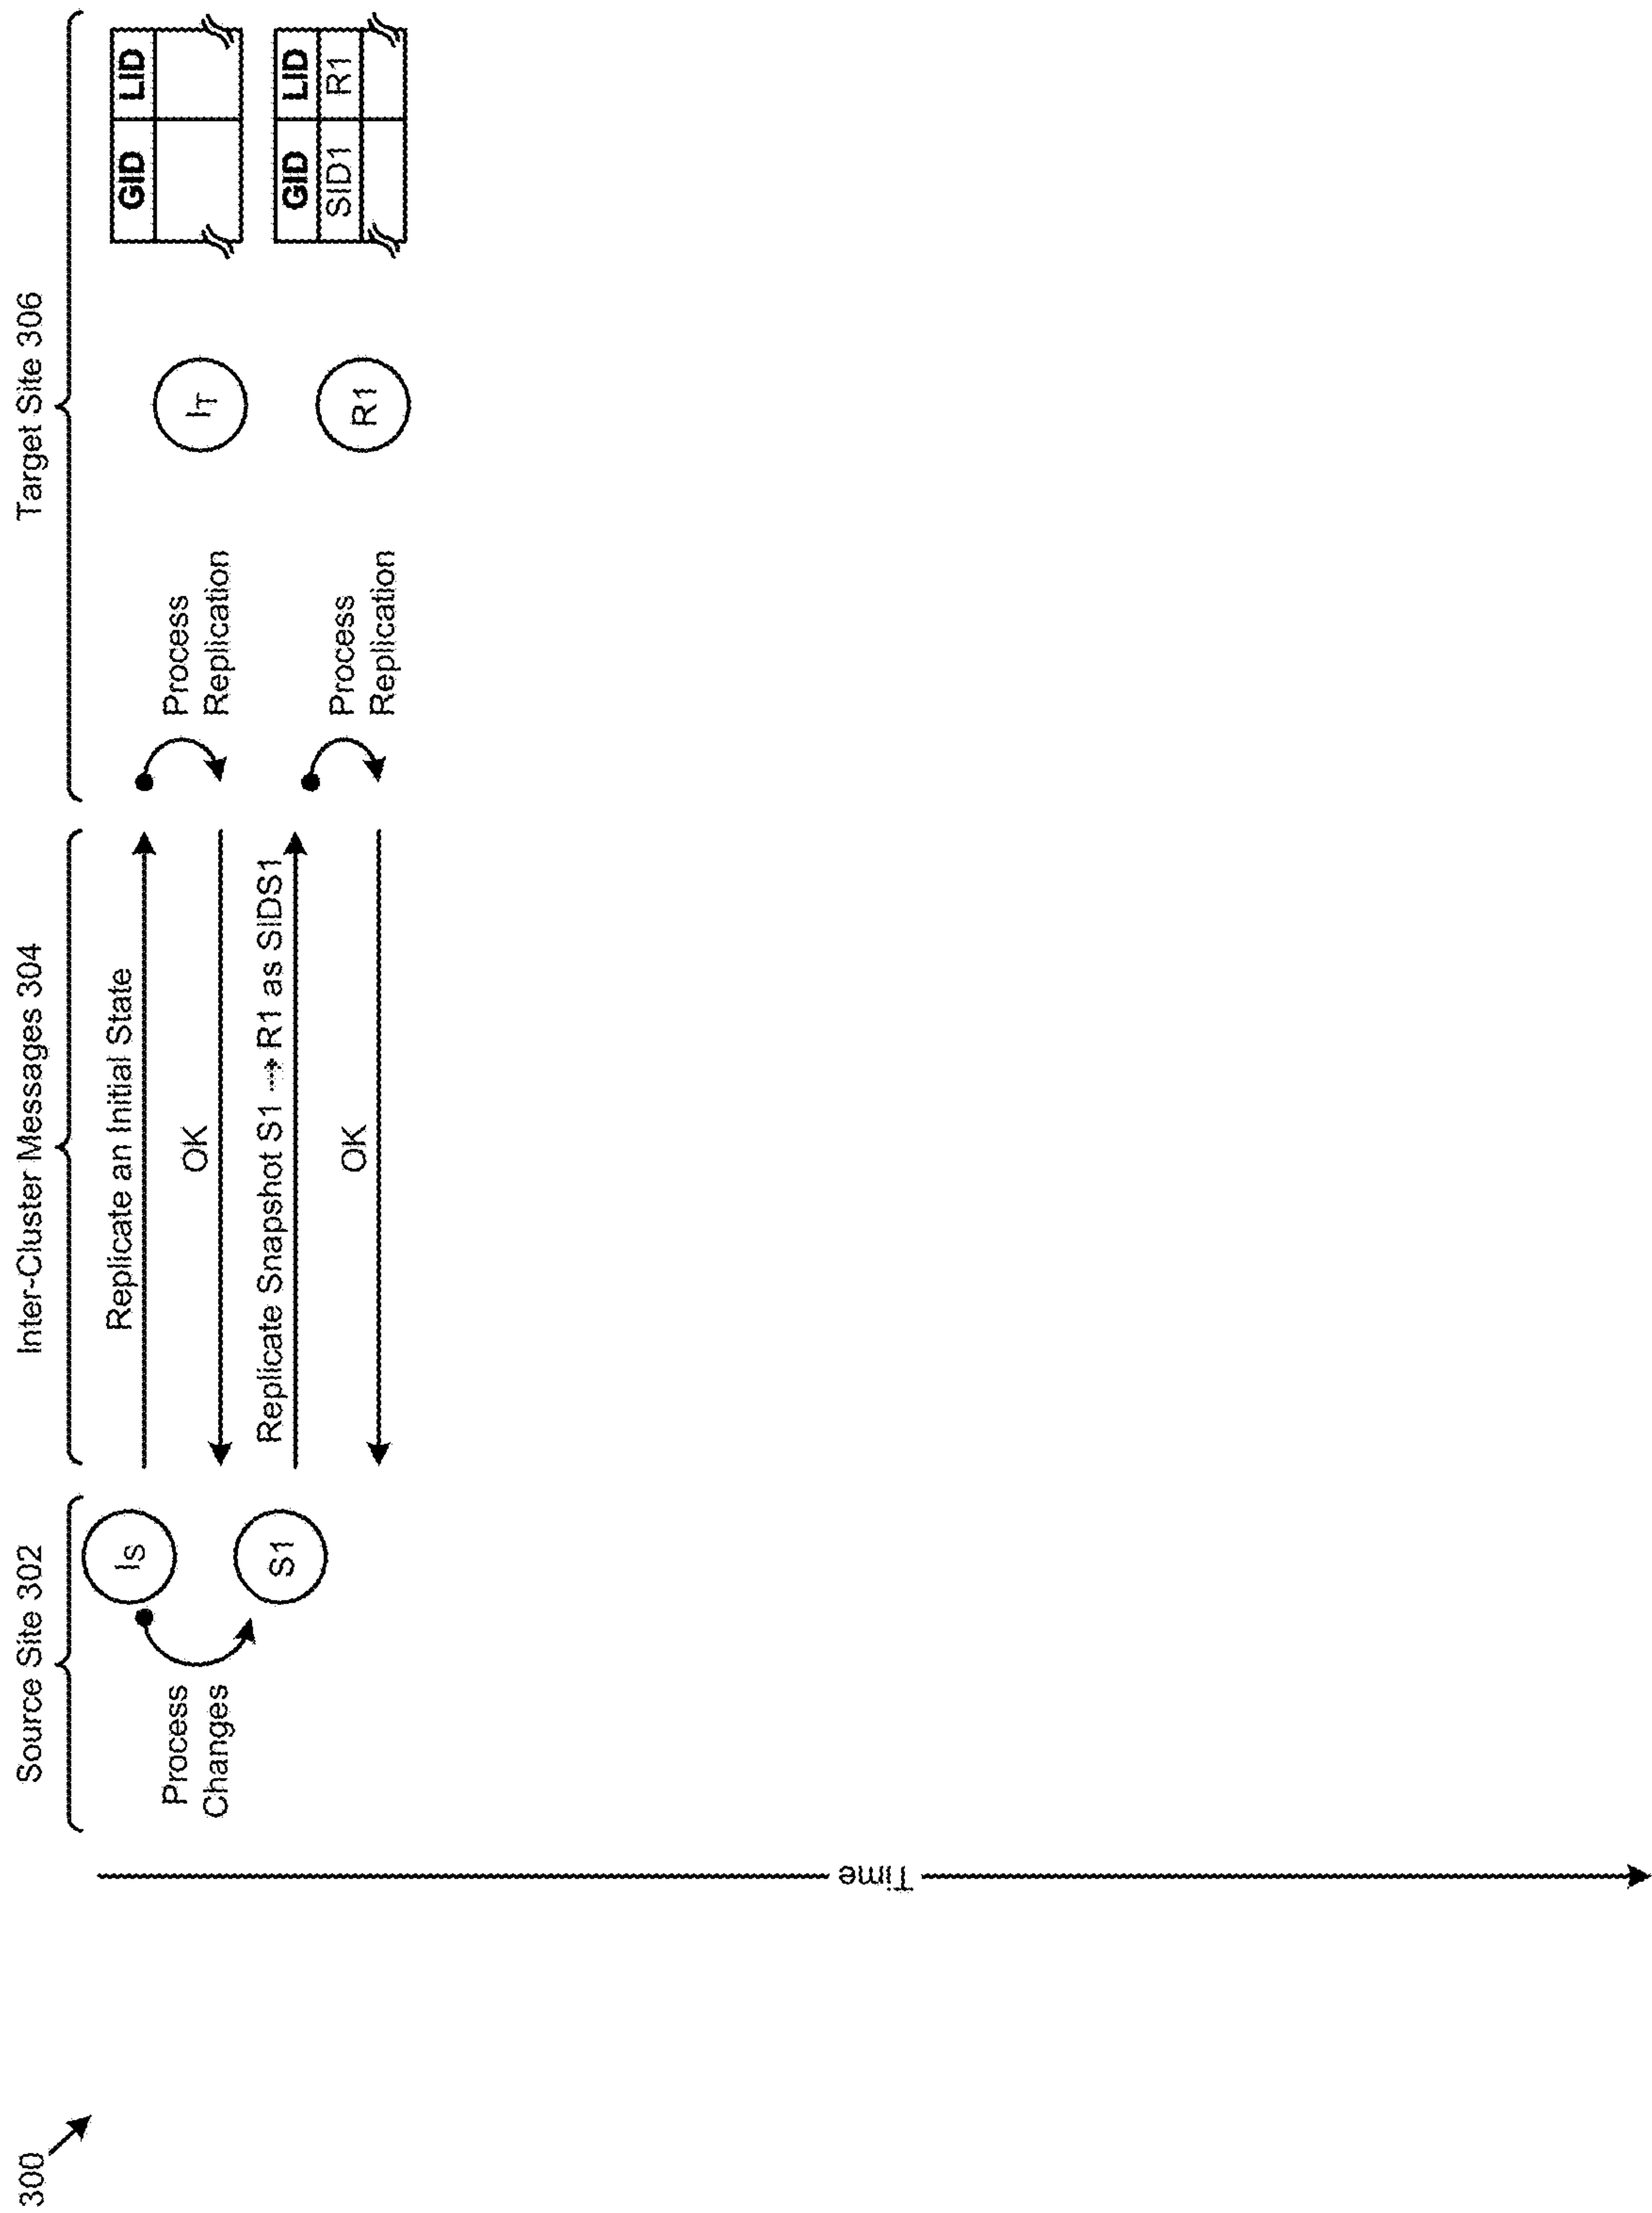 300
Source Site 302
Inter-Cluster Messages 304
Target Site 306
Time
Process
Changes
IS
S1
Replicate an Initial State
OK
Replicate Snapshot S1 → R1 as SIDS1
OK
Process
Replication
Process
Replication
IT
R1
GID LID
GID LID
SID1 R1